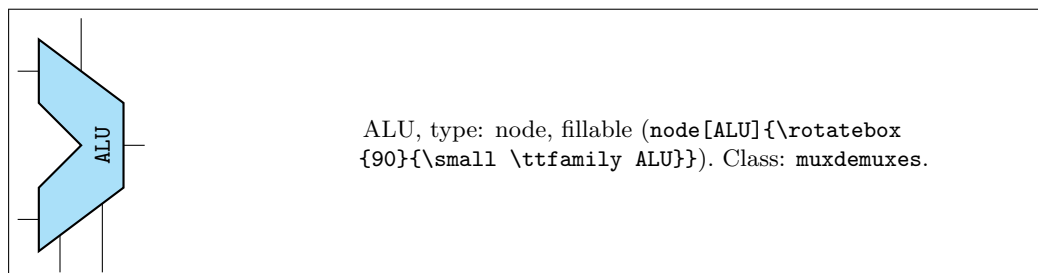 ALU
ALU, type: node, fillable (node[ALU]{\rotatebox
{90}{\small \ttfamily ALU}}). Class: muxdemuxes.